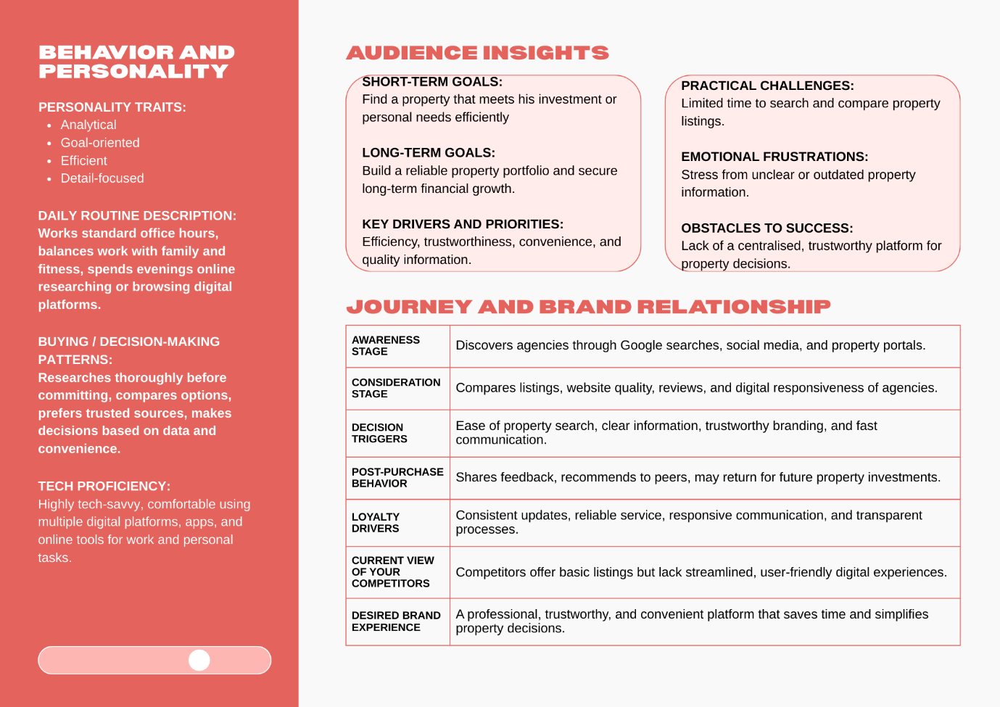 BEHAVIOR AND
PERSONALITY
PERSONALITY TRAITS:
• Analytical
• Goal-oriented
• Efficient
• Detail-focused
DAILY ROUTINE DESCRIPTION:
Works standard office hours,
balances work with family and
fitness, spends evenings online
researching or browsing digital
platforms.
BUYING / DECISION-MAKING
PATTERNS:
Researches thoroughly before
committing, compares options,
prefers trusted sources, makes
decisions based on data and
convenience.
TECH PROFICIENCY:
Highly tech-savvy, comfortable using
multiple digital platforms, apps, and
online tools for work and personal
tasks.
AUDIENCE INSIGHTS
SHORT-TERM GOALS:
Find a property that meets his investment or
personal needs efficiently
LONG-TERM GOALS:
Build a reliable property portfolio and secure
long-term financial growth.
KEY DRIVERS AND PRIORITIES:
Efficiency, trustworthiness, convenience, and
quality information.
PRACTICAL CHALLENGES:
Limited time to search and compare property
listings.
EMOTIONAL FRUSTRATIONS:
Stress from unclear or outdated property
information.
OBSTACLES TO SUCCESS:
Lack of a centralised, trustworthy platform for
property decisions.
JOURNEY AND BRAND RELATIONSHIP
AWARENESS
STAGE
Discovers agencies through Google searches, social media, and property portals.
CONSIDERATION
STAGE
Compares listings, website quality, reviews, and digital responsiveness of agencies.
DECISION
TRIGGERS
Ease of property search, clear information, trustworthy branding, and fast
communication.
POST-PURCHASE
BEHAVIOR
Shares feedback, recommends to peers, may return for future property investments.
LOYALTY
DRIVERS
Consistent updates, reliable service, responsive communication, and transparent
processes.
CURRENT VIEW
OF YOUR
COMPETITORS
Competitors offer basic listings but lack streamlined, user-friendly digital experiences.
DESIRED BRAND
EXPERIENCE
A professional, trustworthy, and convenient platform that saves time and simplifies
property decisions.